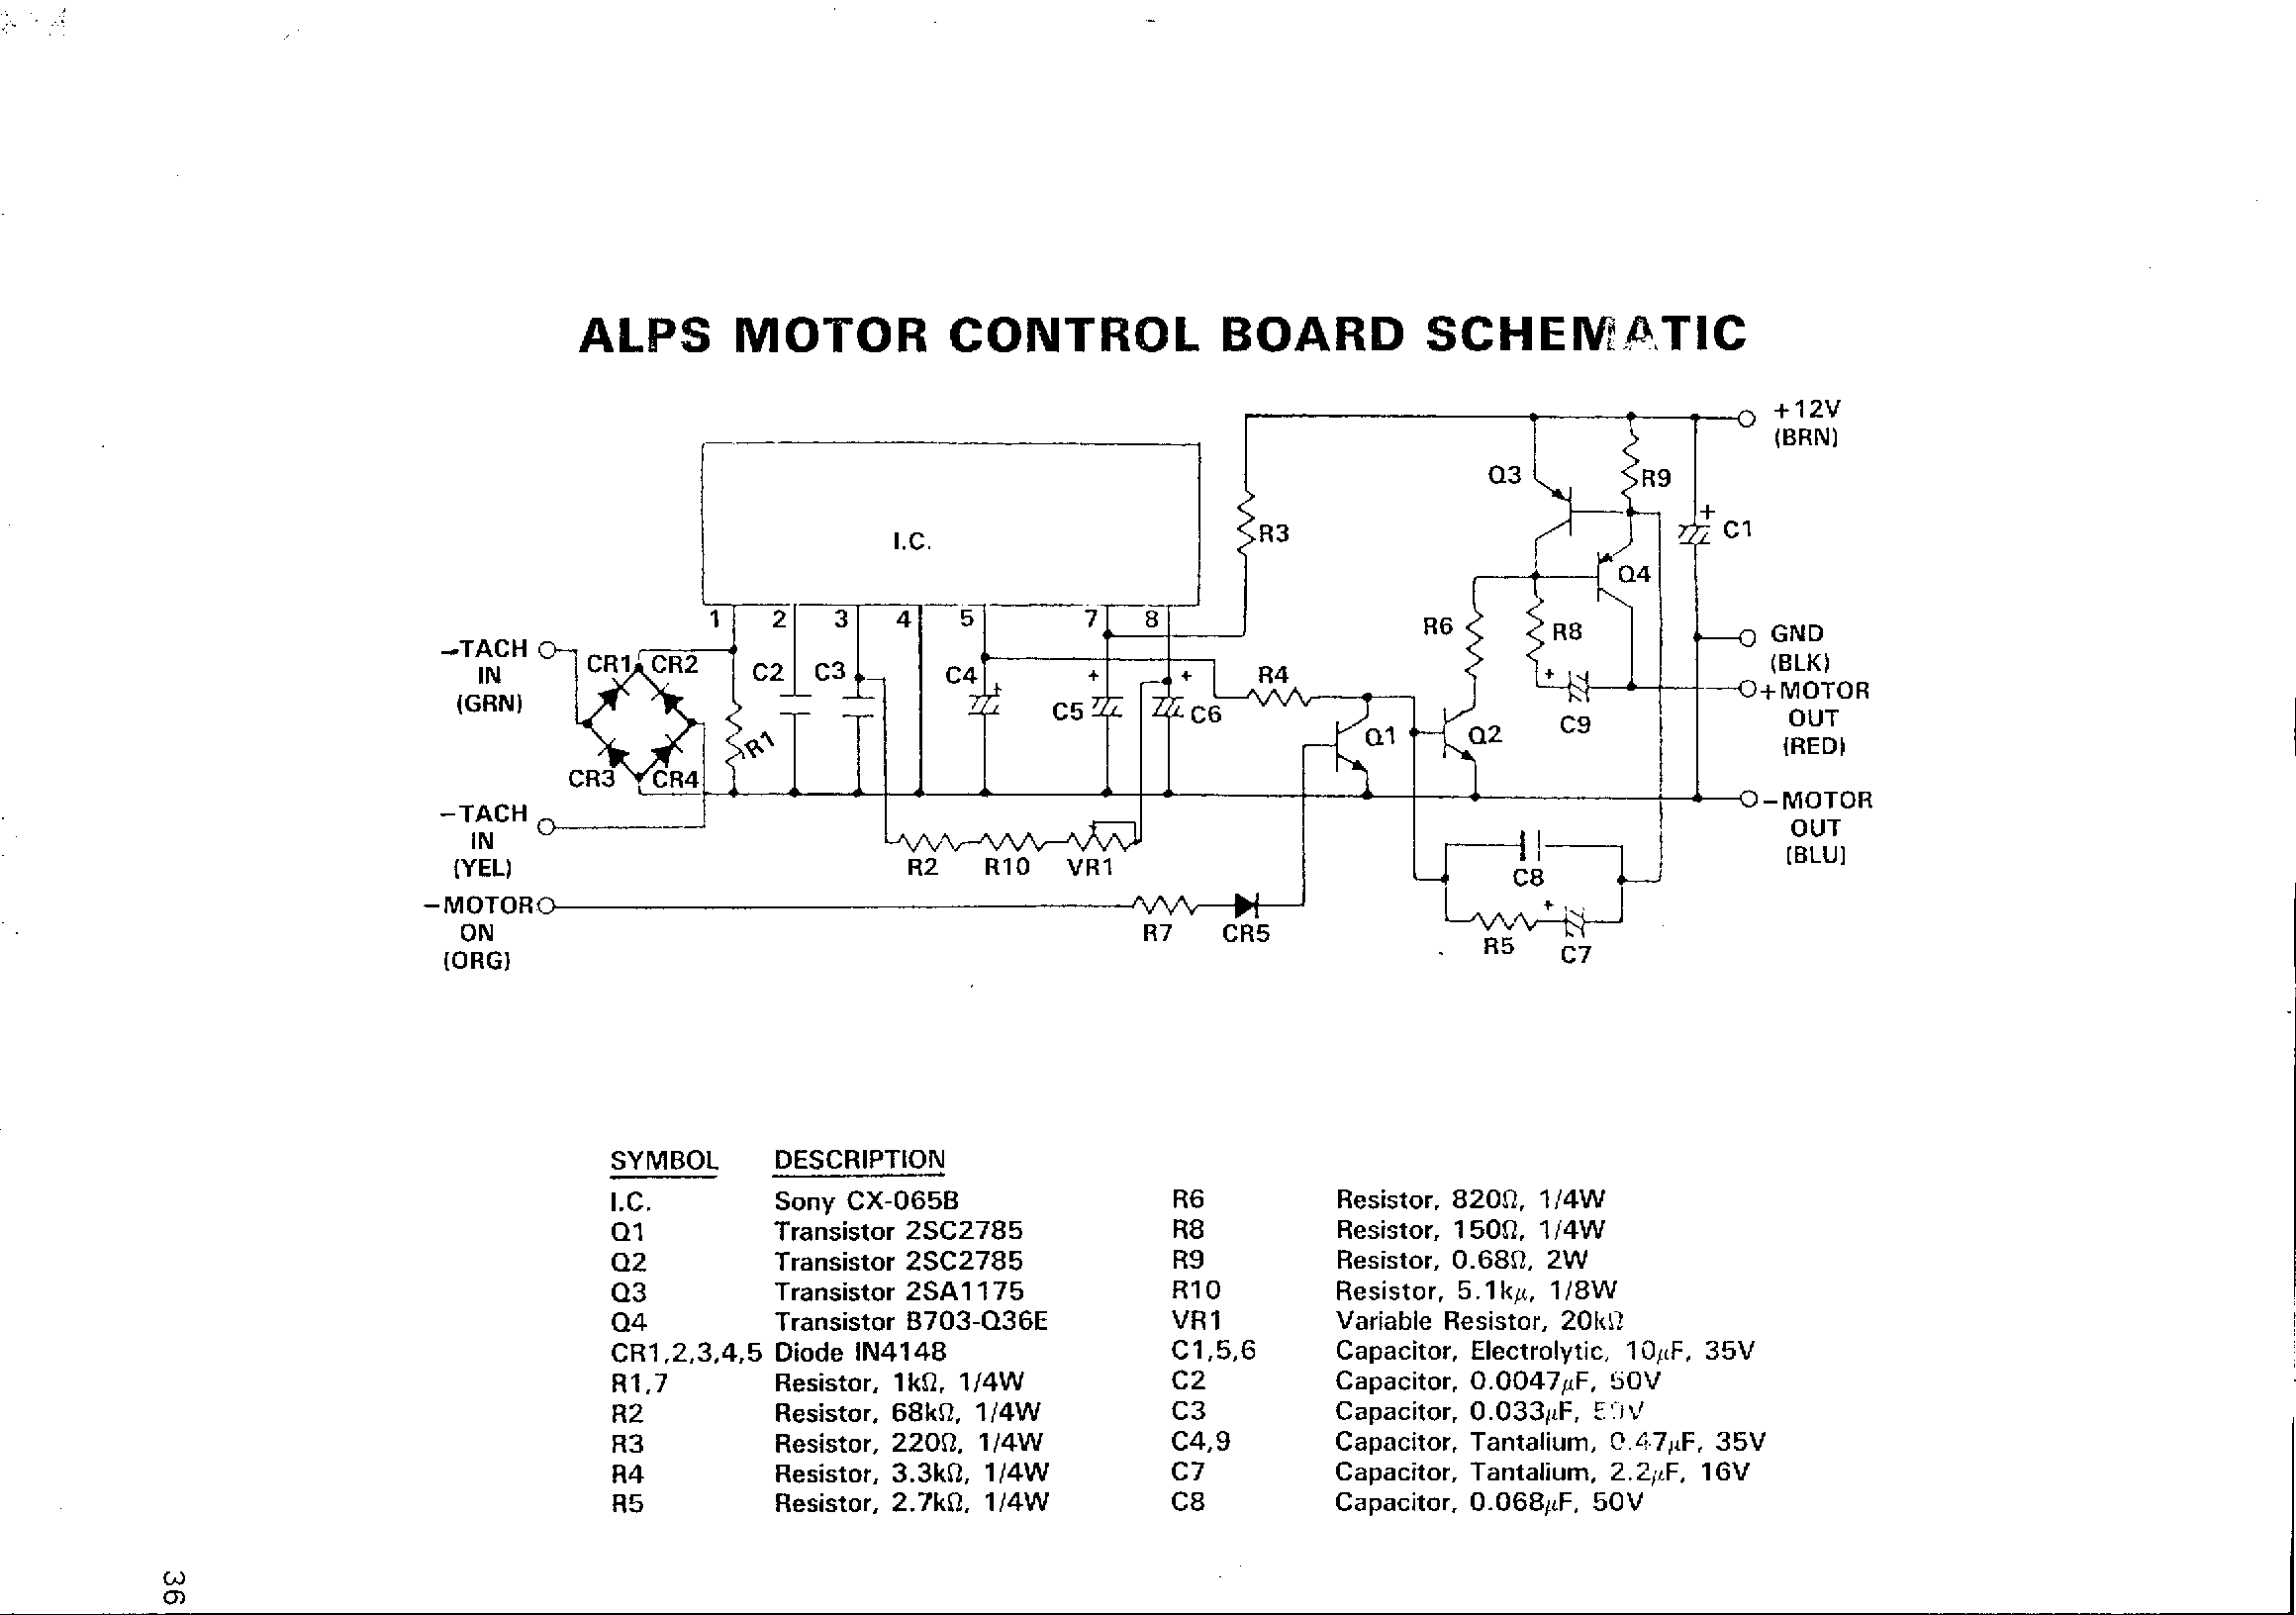 ALPS MOTOR CONTROL BOARD SCHEMATIC
+12V
(BRN)
Q3
R9
C1
R3
I.C.
Q4
1 2 3 4 5 7 8
R6
R8
GND
(BLK)
–TACH
IN
(GRN)
CR1 CR2
C2
C3
C4
+
+
+
R4
+
+
+MOTOR
OUT
(RED)
C5
C6
C9
R1
Q1
Q2
CR3
CR4
–MOTOR
OUT
(BLU)
–TACH
IN
(YEL)
R2
R10
VR1
C8
–MOTOR
ON
(ORG)
+
R7
CR5
R5
C7
SYMBOL DESCRIPTION
I.C. Sony CX-065B
Q1 Transistor 2SC2785
Q2 Transistor 2SC2785
Q3 Transistor 2SA1175
Q4 Transistor B703-Q36E
CR1,2,3,4,5 Diode IN4148
R1,7 Resistor, 1kΩ, 1/4W
R2 Resistor, 68kΩ, 1/4W
R3 Resistor, 220Ω, 1/4W
R4 Resistor, 3.3kΩ, 1/4W
R5 Resistor, 2.7kΩ, 1/4W
R6 Resistor, 820Ω, 1/4W
R8 Resistor, 150Ω, 1/4W
R9 Resistor, 0.68Ω, 2W
R10 Resistor, 5.1kμ, 1/8W
VR1 Variable Resistor, 20kΩ
C1,5,6 Capacitor, Electrolytic, 10μF, 35V
C2 Capacitor, 0.0047μF, 50V
C3 Capacitor, 0.033μF, 50V
C4,9 Capacitor, Tantalium, 0.47μF, 35V
C7 Capacitor, Tantalium, 2.2μF, 16V
C8 Capacitor, 0.068μF, 50V
36